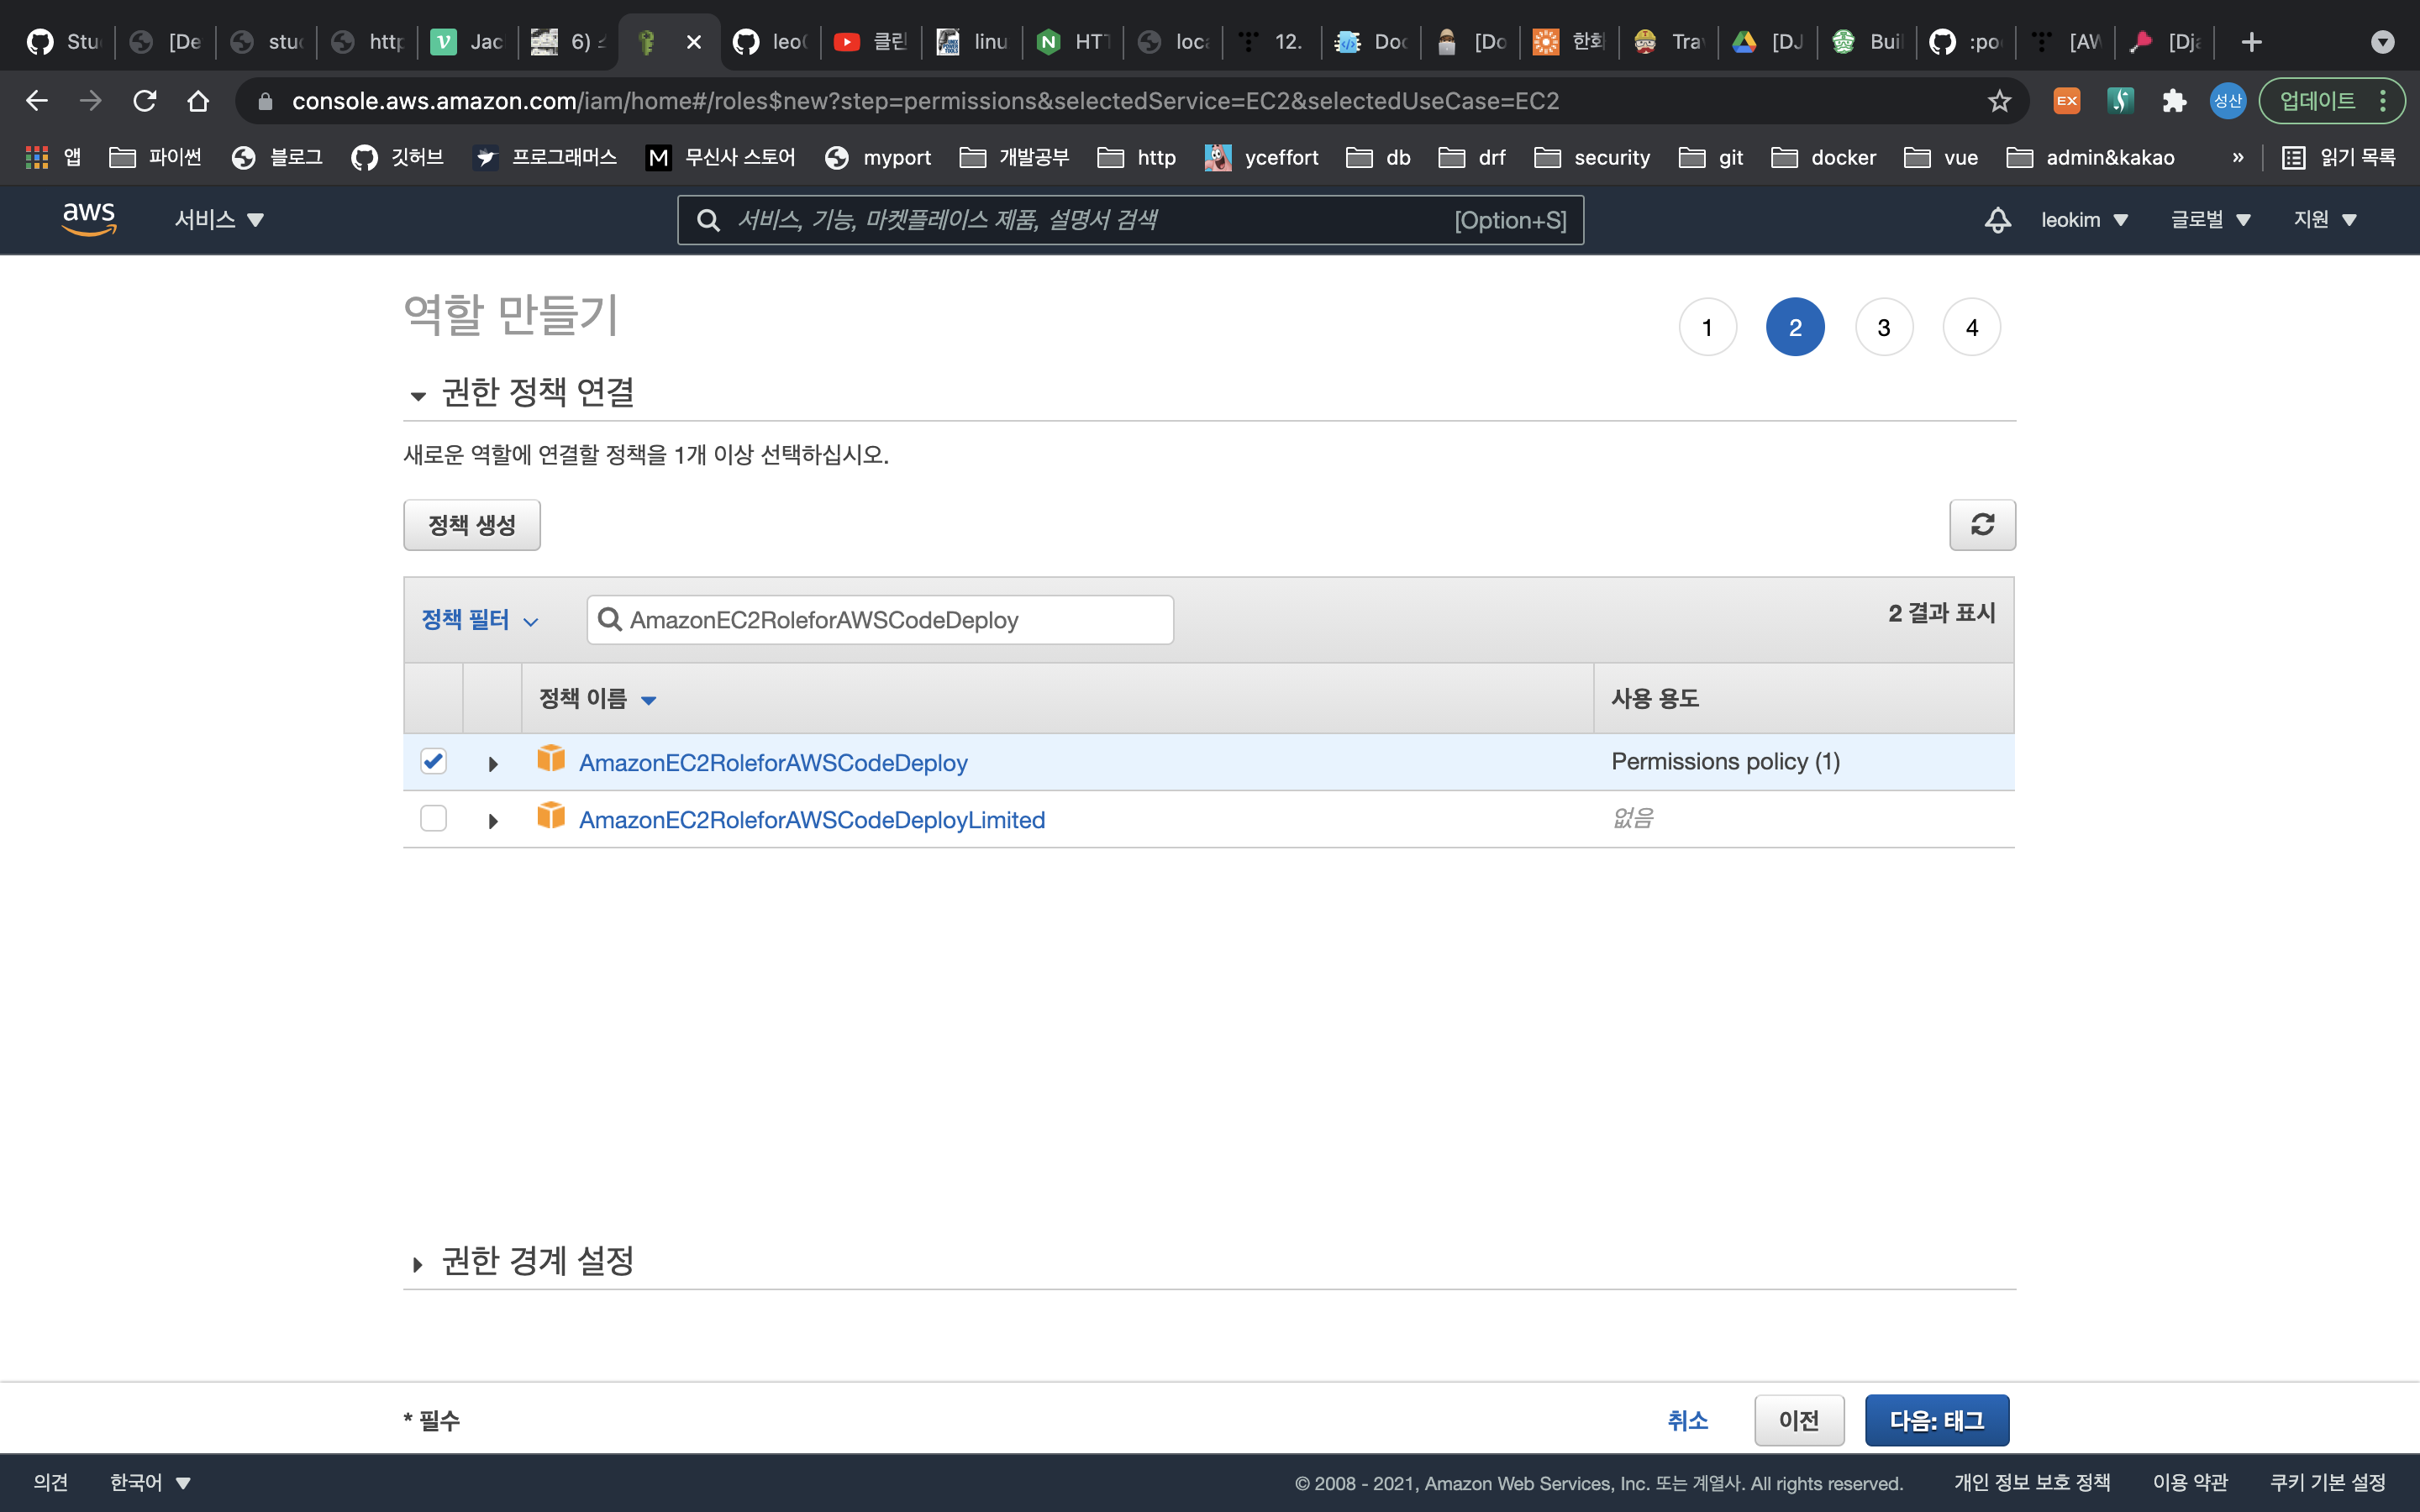 Stu
[De
stu
http
Jac
6)
leo
클린
linu
HT
loca
12.
Doc
[Do
한화
Tra
[DJ
Buil
:po
[AW
[Dja
console.aws.amazon.com/iam/home#/roles$new?step=permissions&selectedService=EC2&selectedUseCase=EC2
EX
성산
업데이트
앱
파이썬
블로그
깃허브
프로그래머스
M 무신사 스토어
myport
개발공부
http
yceffort
db
drf
security
git
docker
vue
admin&kakao
»
읽기 목록
aws
서비스
서비스, 기능, 마켓플레이스 제품, 설명서 검색
[Option+S]
leokim
글로벌
지원
역할 만들기
1 2 3 4
권한 정책 연결
새로운 역할에 연결할 정책을 1개 이상 선택하십시오.
정책 생성
정책 필터
AmazonEC2RoleforAWSCodeDeploy
2 결과 표시
정책 이름
사용 용도
AmazonEC2RoleforAWSCodeDeploy
Permissions policy (1)
AmazonEC2RoleforAWSCodeDeployLimited
없음
권한 경계 설정
* 필수
취소
이전
다음: 태그
의견
한국어
© 2008 - 2021, Amazon Web Services, Inc. 또는 계열사. All rights reserved.
개인 정보 보호 정책
이용 약관
쿠키 기본 설정